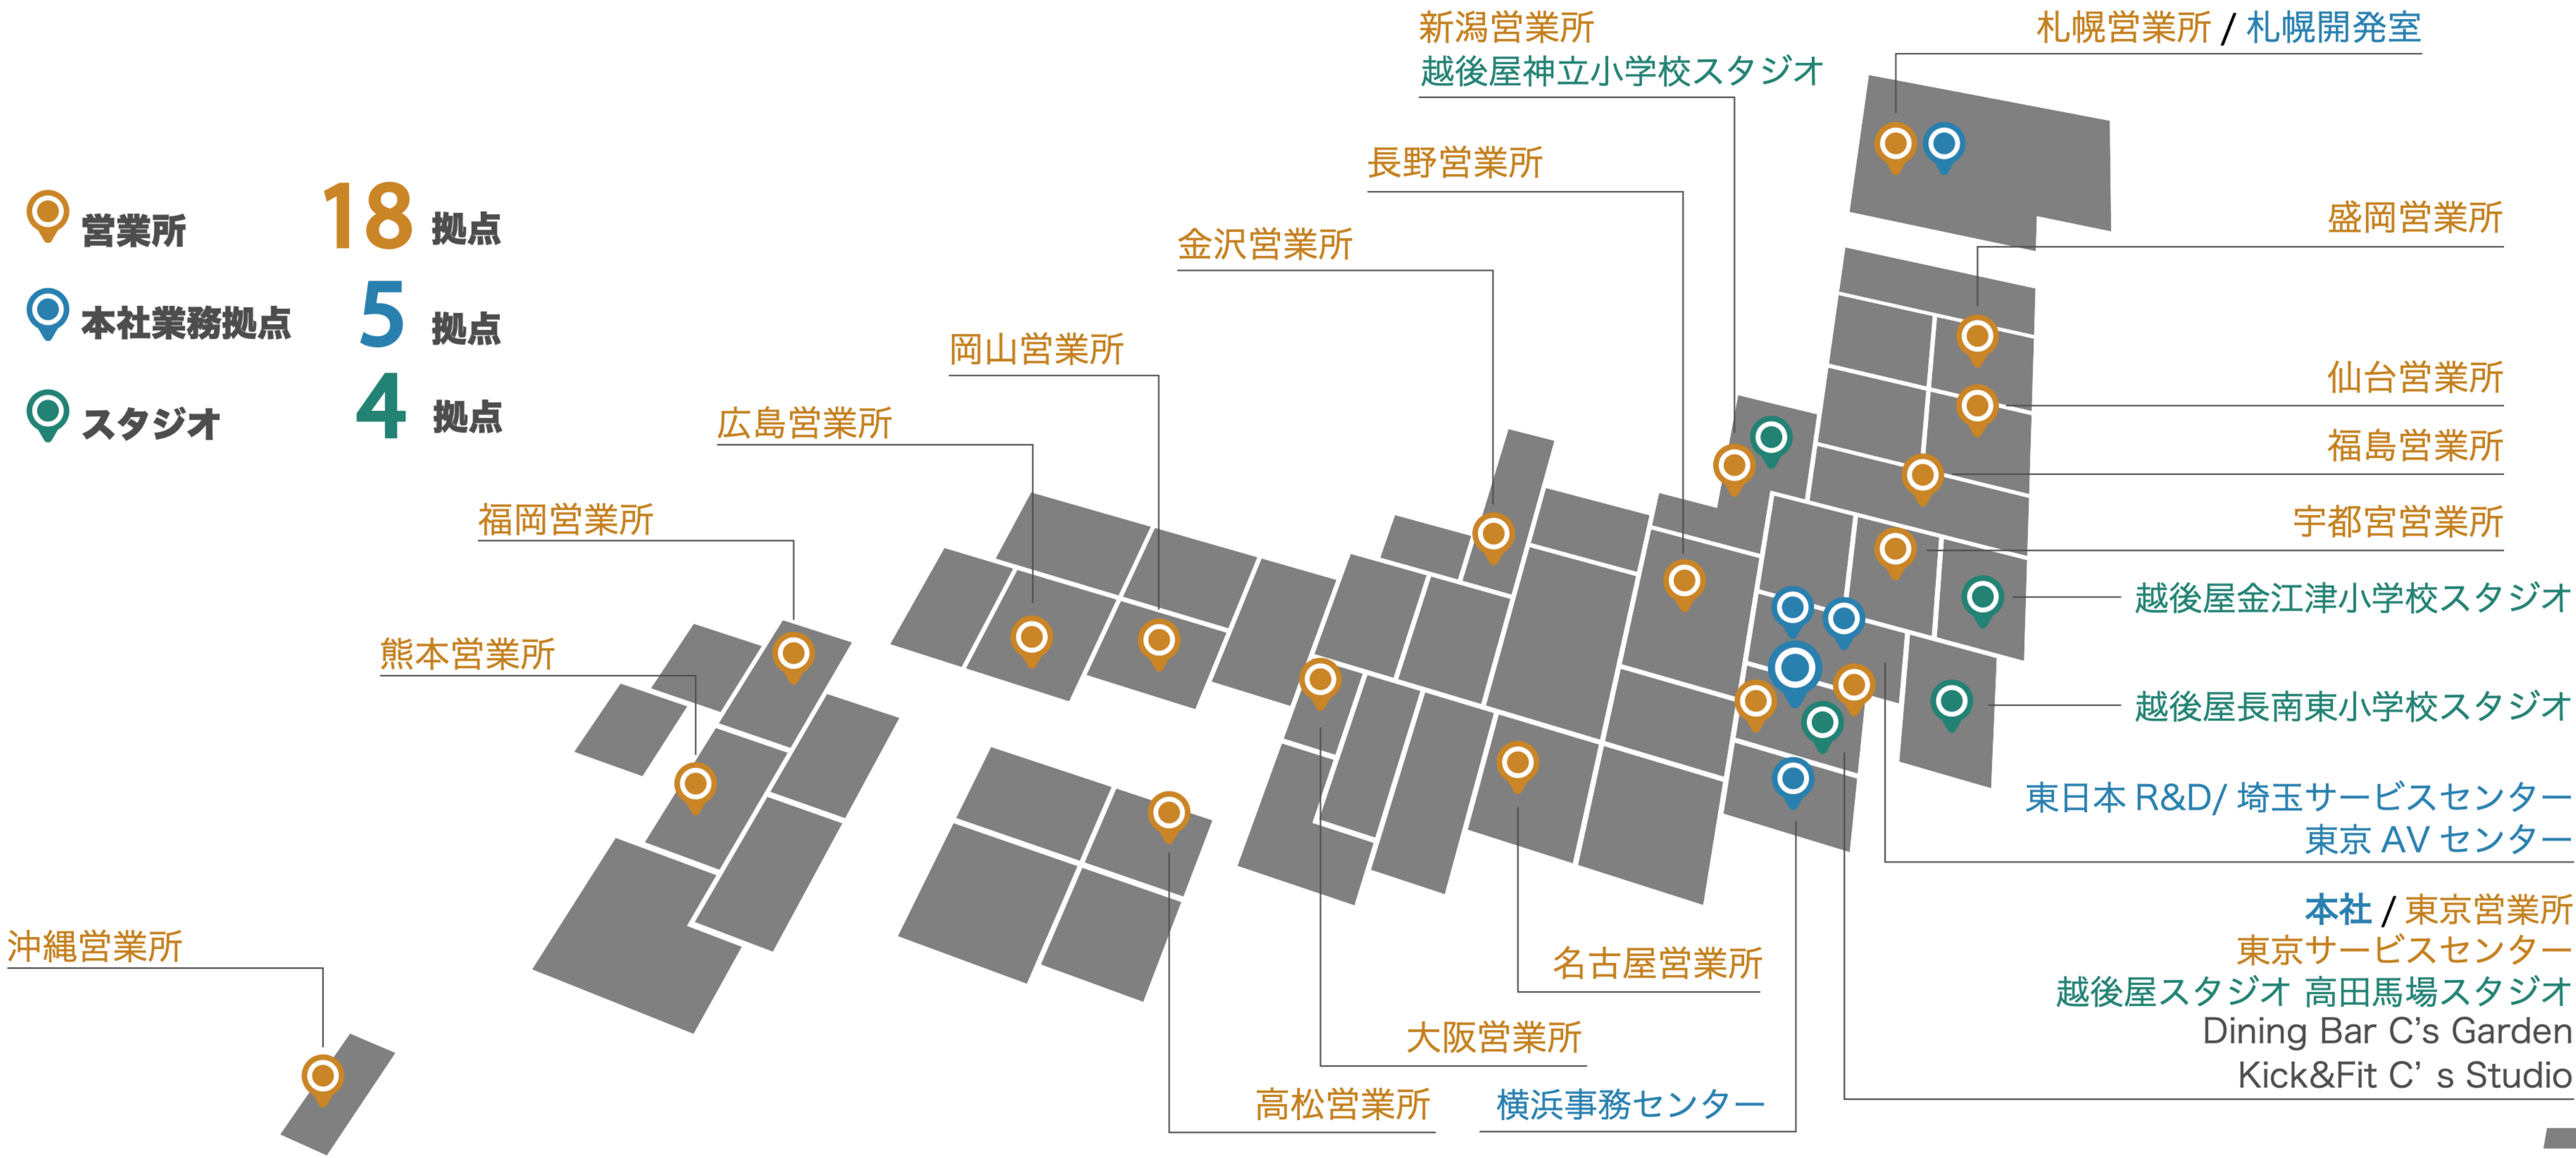 営業所 18 拠点
本社業務拠点 5 拠点
スタジオ 4 拠点
新潟営業所
越後屋神立小学校スタジオ
札幌営業所 / 札幌開発室
長野営業所
盛岡営業所
金沢営業所
岡山営業所
仙台営業所
広島営業所
福島営業所
福岡営業所
宇都宮営業所
越後屋金江津小学校スタジオ
熊本営業所
越後屋長南東小学校スタジオ
東日本 R&D/ 埼玉サービスセンター
東京 AV センター
本社 / 東京営業所
東京サービスセンター
越後屋スタジオ 高田馬場スタジオ
Dining Bar C’s Garden
Kick&Fit C’ s Studio
沖縄営業所
名古屋営業所
大阪営業所
高松営業所
横浜事務センター